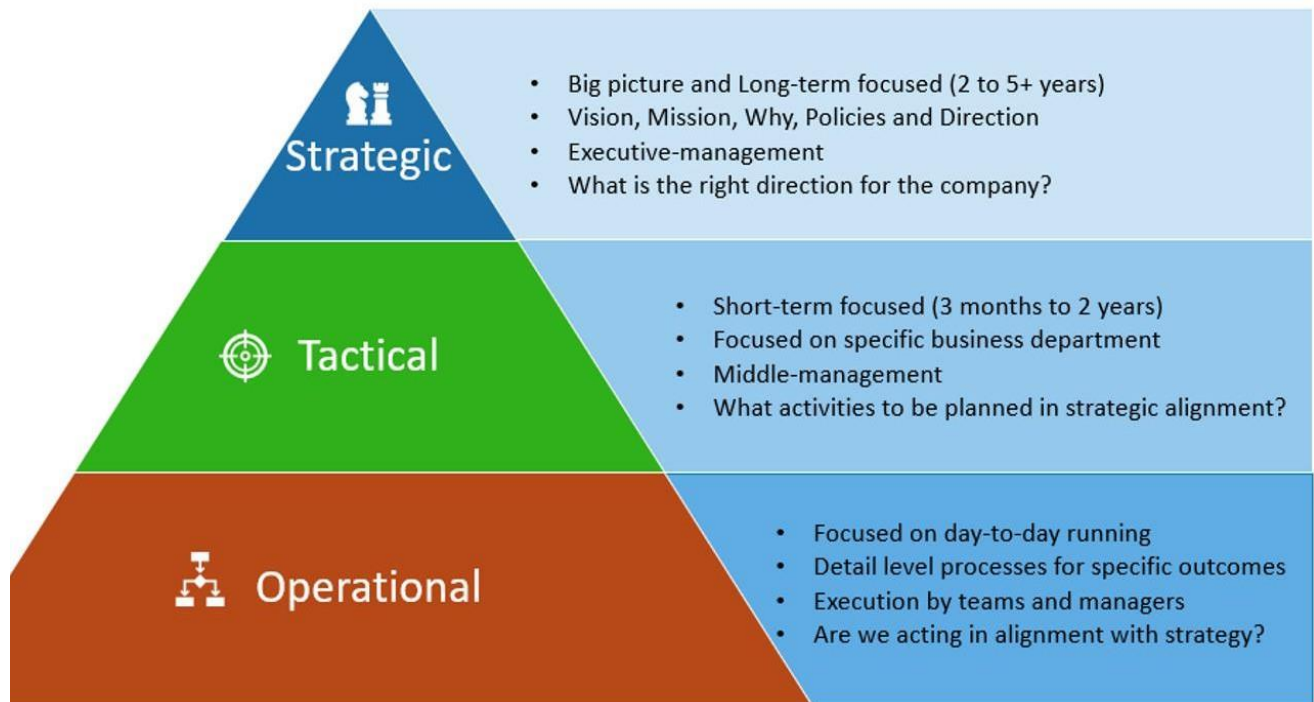 Strategic
• Big picture and Long-term focused (2 to 5+ years)
• Vision, Mission, Why, Policies and Direction
• Executive-management
• What is the right direction for the company?
Tactical
• Short-term focused (3 months to 2 years)
• Focused on specific business department
• Middle-management
• What activities to be planned in strategic alignment?
Operational
• Focused on day-to-day running
• Detail level processes for specific outcomes
• Execution by teams and managers
• Are we acting in alignment with strategy?